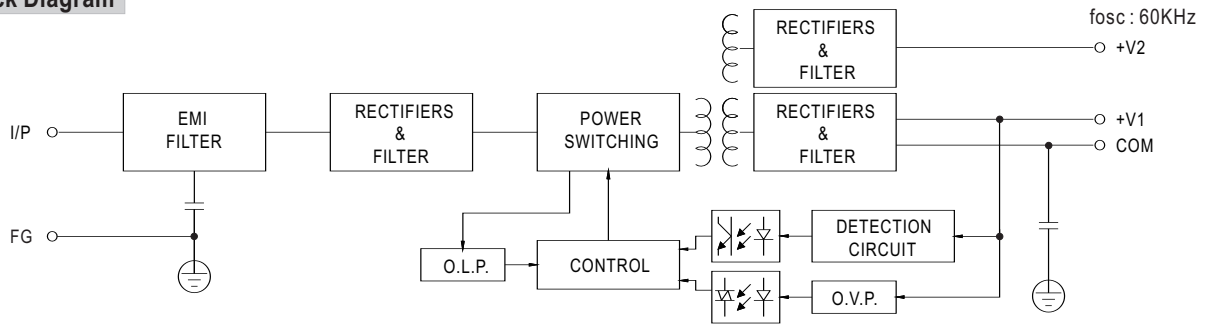 ck Diagram
fosc : 60KHz
RECTIFIERS
&
FILTER
+V2
I/P
EMI
FILTER
RECTIFIERS
&
FILTER
POWER
SWITCHING
RECTIFIERS
&
FILTER
+V1
COM
FG
O.L.P.
CONTROL
DETECTION
CIRCUIT
O.V.P.